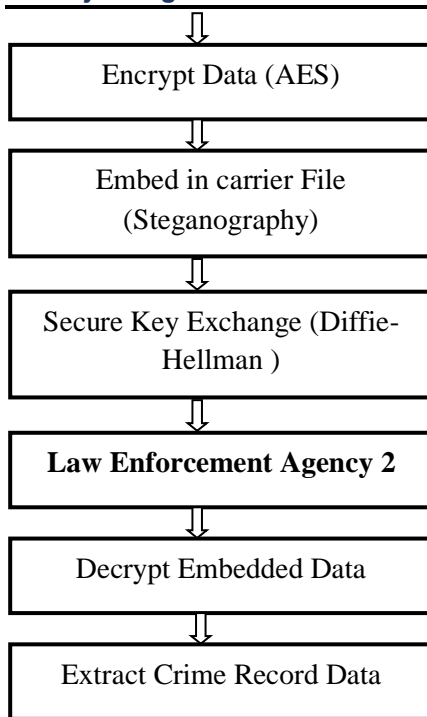 Encrypt Data (AES)
Embed in carrier File
(Steganography)
Secure Key Exchange (Diffie-
Hellman )
Law Enforcement Agency 2
Decrypt Embedded Data
Extract Crime Record Data